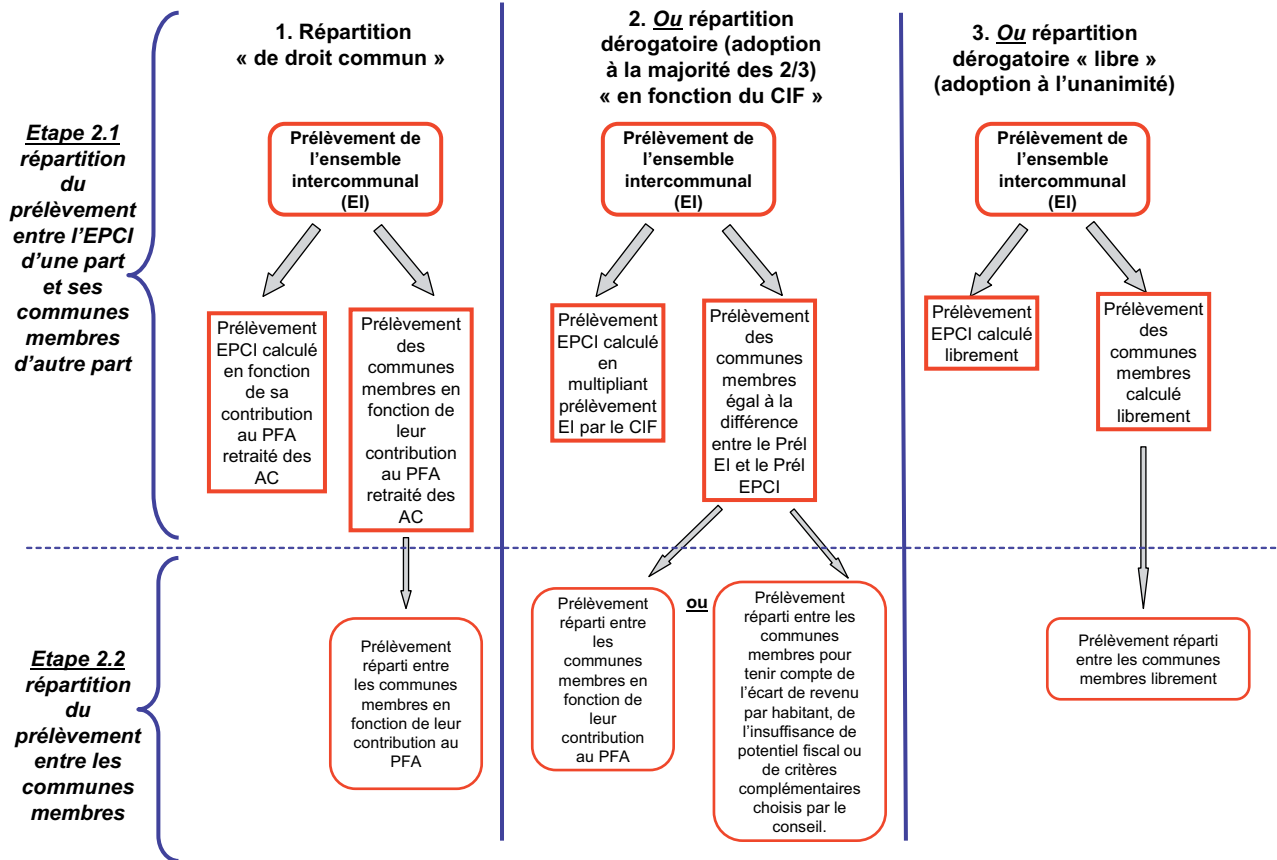 1. Répartition
« de droit commun »
2. Ou répartition
dérogatoire (adoption
à la majorité des 2/3)
« en fonction du CIF »
3. Ou répartition
dérogatoire « libre »
(adoption à l’unanimité)
Etape 2.1
répartition
du
prélèvement
entre l’EPCI
d’une part
et ses
communes
membres
d’autre part
Prélèvement de
l’ensemble
intercommunal
(EI)
Prélèvement
EPCI calculé
en fonction
de sa
contribution
au PFA
retraité des
AC
Prélèvement
des
communes
membres en
fonction de
leur
contribution
au PFA
retraité des
AC
Prélèvement de
l’ensemble
intercommunal
(EI)
Prélèvement
EPCI calculé
en
multipliant
prélèvement
EI par le CIF
Prélèvement
des
communes
membres
égal à la
différence
entre le Prél
EI et le Prél
EPCI
Prélèvement de
l’ensemble
intercommunal
(EI)
Prélèvement
EPCI calculé
librement
Prélèvement
des
communes
membres
calculé
librement
Etape 2.2
répartition
du
prélèvement
entre les
communes
membres
Prélèvement
réparti entre
les communes
membres en
fonction de leur
contribution au
PFA
Prélèvement
réparti entre
les
communes
membres en
fonction de
leur
contribution
au PFA
ou
Prélèvement
réparti entre les
communes
membres pour
tenir compte de
l’écart de revenu
par habitant, de
l’insuffisance de
potentiel fiscal ou
de critères
complémentaires
choisis par le
conseil.
Prélèvement réparti
entre les communes
membres librement